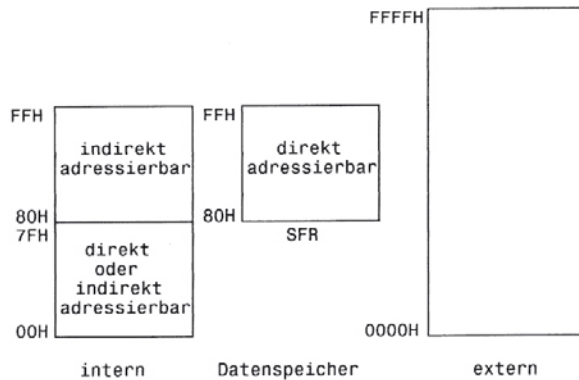 FFFFH
FFH
indirekt
adressierbar
80H
7FH
direkt
oder
indirekt
adressierbar
00H
FFH
direkt
adressierbar
80H
SFR
0000H
intern
Datenspeicher
extern